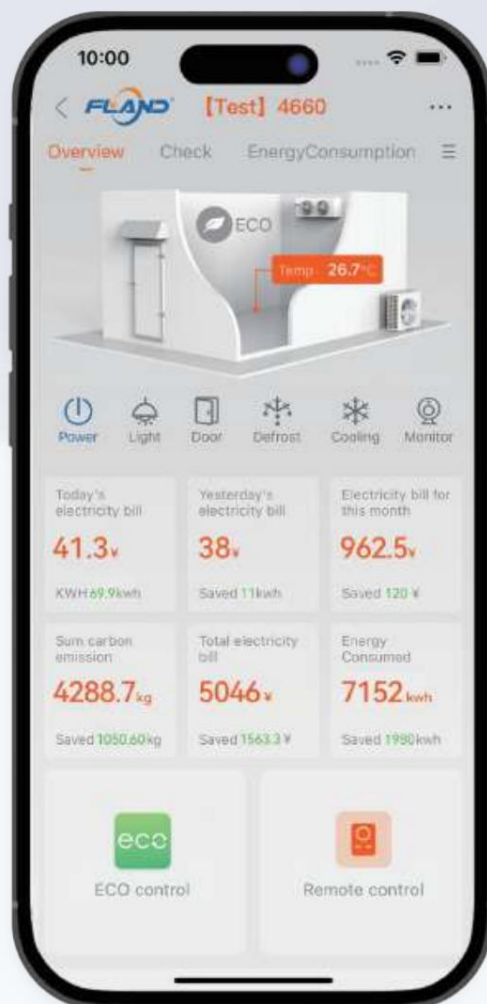 10:00
FLAND 【Test】 4660
Overview Check EnergyConsumption
ECO
Temp 26.7°C
Power Light Door Defrost Cooling Monitor
Today's
electricity bill
41.3¥
KWH 69.9kwh
Yesterday's
electricity bill
38¥
Saved 11kwh
Electricity bill for
this month
962.5¥
Saved 120 ¥
Sum carbon
emission
4288.7kg
Saved 1050.60kg
Total electricity
bill
5046 ¥
Saved 1563.3 ¥
Energy
Consumed
7152 kwh
Saved 1980kwh
eco
ECO control
Remote control